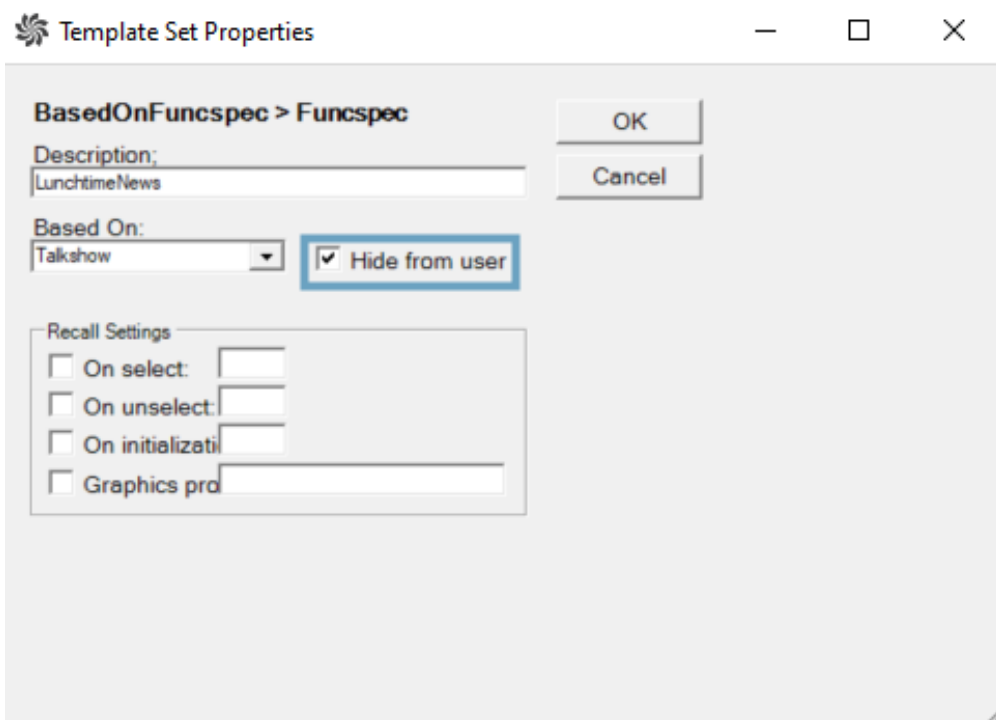 Template Set Properties
BasedOnFuncspec > Funcspec
OK
Description;
LunchtimeNews
Cancel
Based On:
Talkshow
Hide from user
Recall Settings
On select:
On unselect:
On initializati
Graphics pro